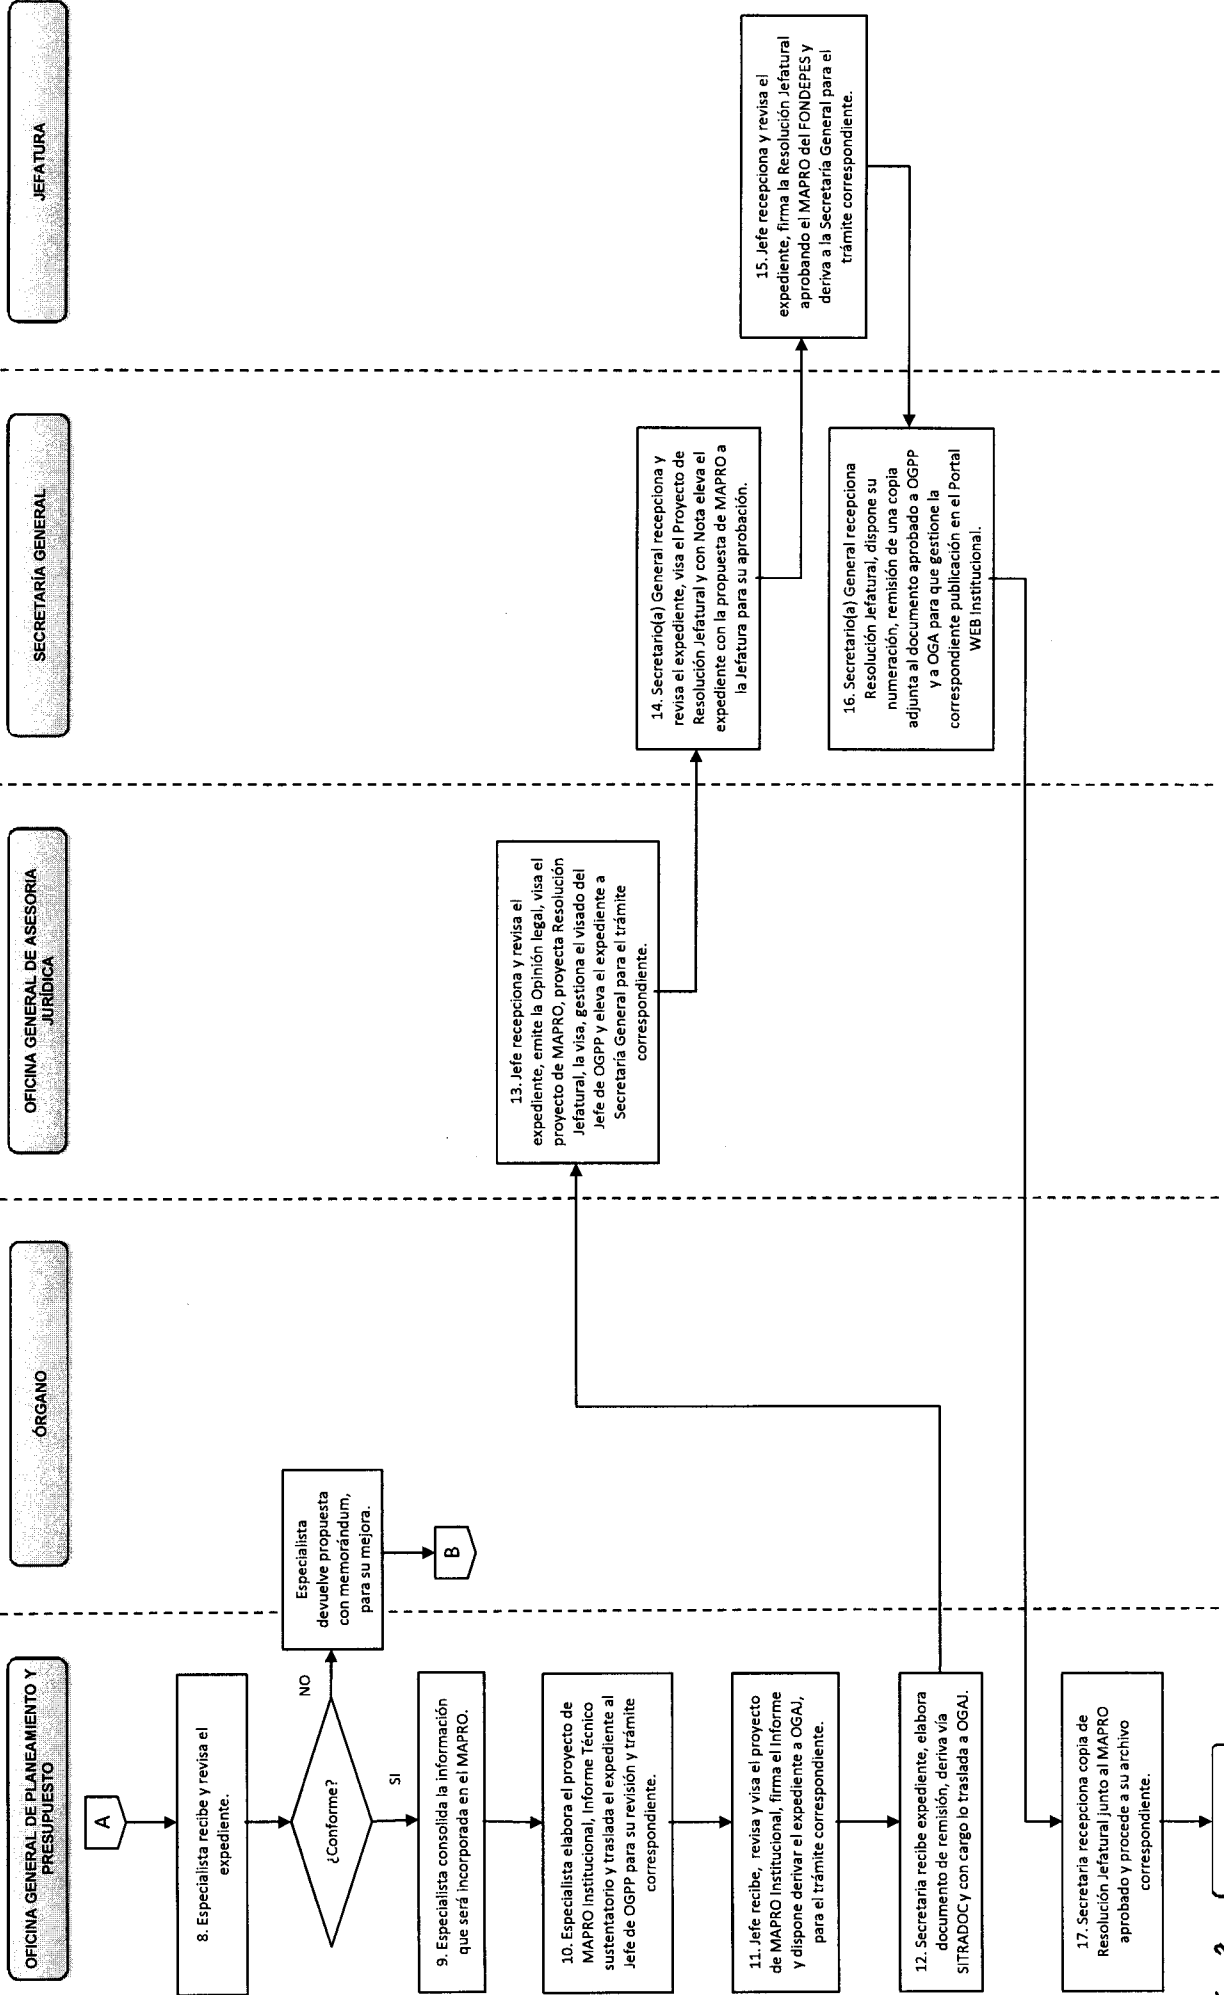 OFICINA GENERAL DE PLANEAMIENTO Y
PRESUPUESTO
ÓRGANO
OFICINA GENERAL DE ASESORIA
JURÍDICA
SECRETARÍA GENERAL
JEFATURA
A
8. Especialista recibe y revisa el
expediente.
¿Conforme?
NO
SI
Especialista
devuelve propuesta
con memorándum,
para su mejora.
B
9. Especialista consolida la información
que será incorporada en el MAPRO.
10. Especialista elabora el proyecto de
MAPRO Institucional, Informe Técnico
sustentatorio y traslada el expediente al
Jefe de OGPP para su revisión y trámite
correspondiente.
11. Jefe recibe, revisa y visa el proyecto
de MAPRO Institucional, firma el Informe
y dispone derivar el expediente a OGAJ,
para el trámite correspondiente.
12. Secretaria recibe expediente, elabora
documento de remisión, deriva vía
SITRADOC y con cargo lo traslada a OGAJ.
13. Jefe recepciona y revisa el
expediente, emite la Opinión legal, visa el
proyecto de MAPRO, proyecta Resolución
Jefatural, la visa, gestiona el visado del
Jefe de OGPP y eleva el expediente a
Secretaría General para el trámite
correspondiente.
14. Secretario(a) General recepciona y
revisa el expediente, visa el Proyecto de
Resolución Jefatural y con Nota eleva el
expediente con la propuesta de MAPRO a
la Jefatura para su aprobación.
15. Jefe recepciona y revisa el
expediente, firma la Resolución Jefatural
aprobando el MAPRO del FONDEPES y
deriva a la Secretaría General para el
trámite correspondiente.
16. Secretario(a) General recepciona
Resolución Jefatural, dispone su
numeración, remisión de una copia
adjunta al documento aprobado a OGPP
y a OGA para que gestione la
correspondiente publicación en el Portal
WEB Institucional.
17. Secretaria recepciona copia de
Resolución Jefatural junto al MAPRO
aprobado y procede a su archivo
correspondiente.